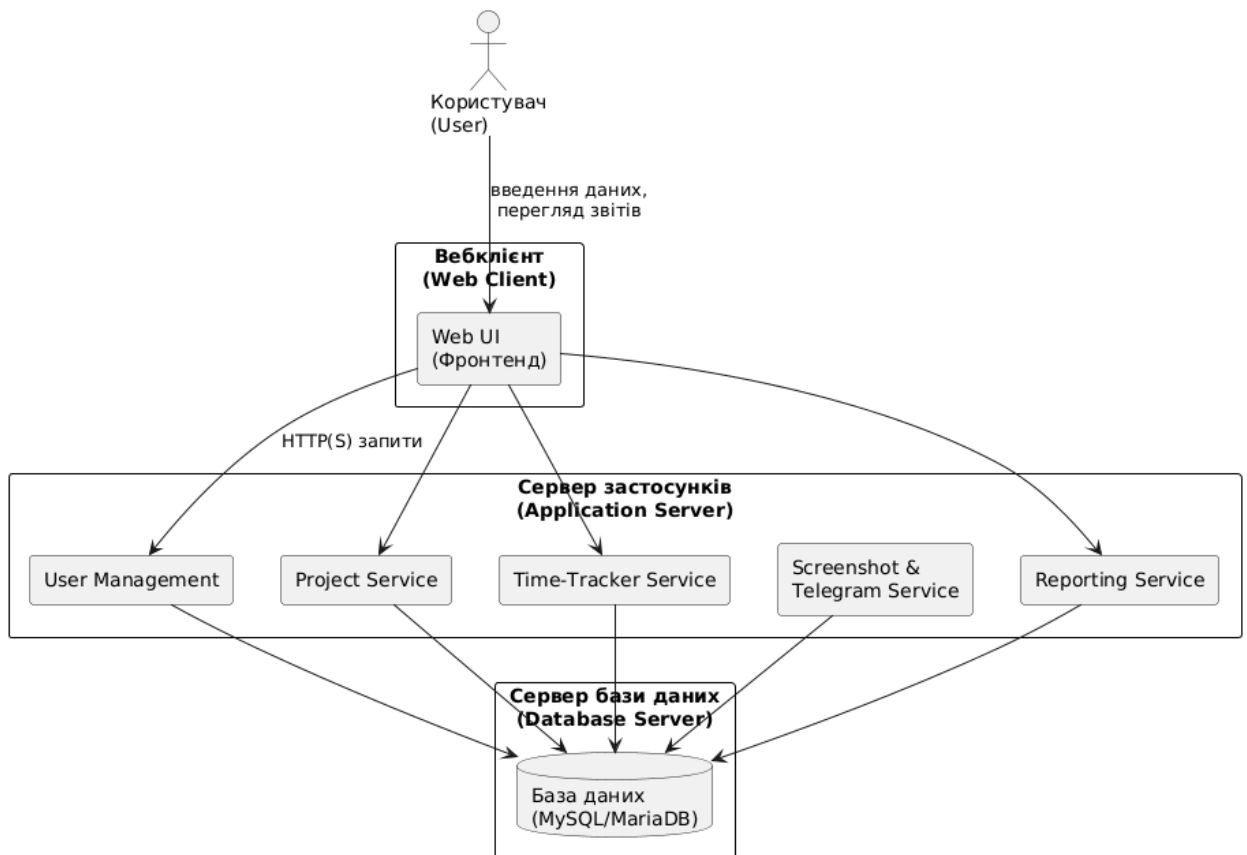 Користувач
(User)
введення даних,
перегляд звітів
Вебклієнт
(Web Client)
Web UI
(Фронтенд)
HTTP(S) запити
Сервер застосунків
(Application Server)
User Management
Project Service
Time-Tracker Service
Screenshot &
Telegram Service
Reporting Service
Сервер бази даних
(Database Server)
База даних
(MySQL/MariaDB)